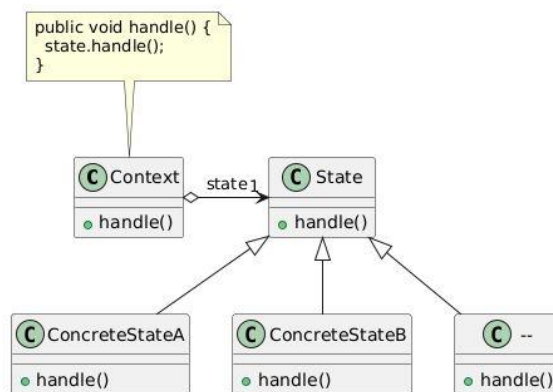 public void handle() {
state.handle();
}
C Context
handle()
state 1
C State
handle()
C ConcreteStateA
handle()
C ConcreteStateB
handle()
C --
handle()